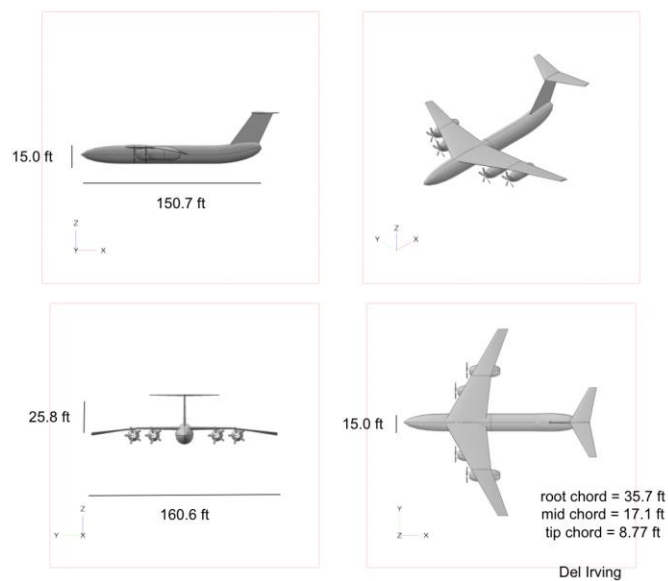 15.0 ft
150.7 ft
Z
Y
X
Z
Y
X
25.8 ft
160.6 ft
Z
Y
X
15.0 ft
Y
Z
X
root chord = 35.7 ft
mid chord = 17.1 ft
tip chord = 8.77 ft
Del Irving